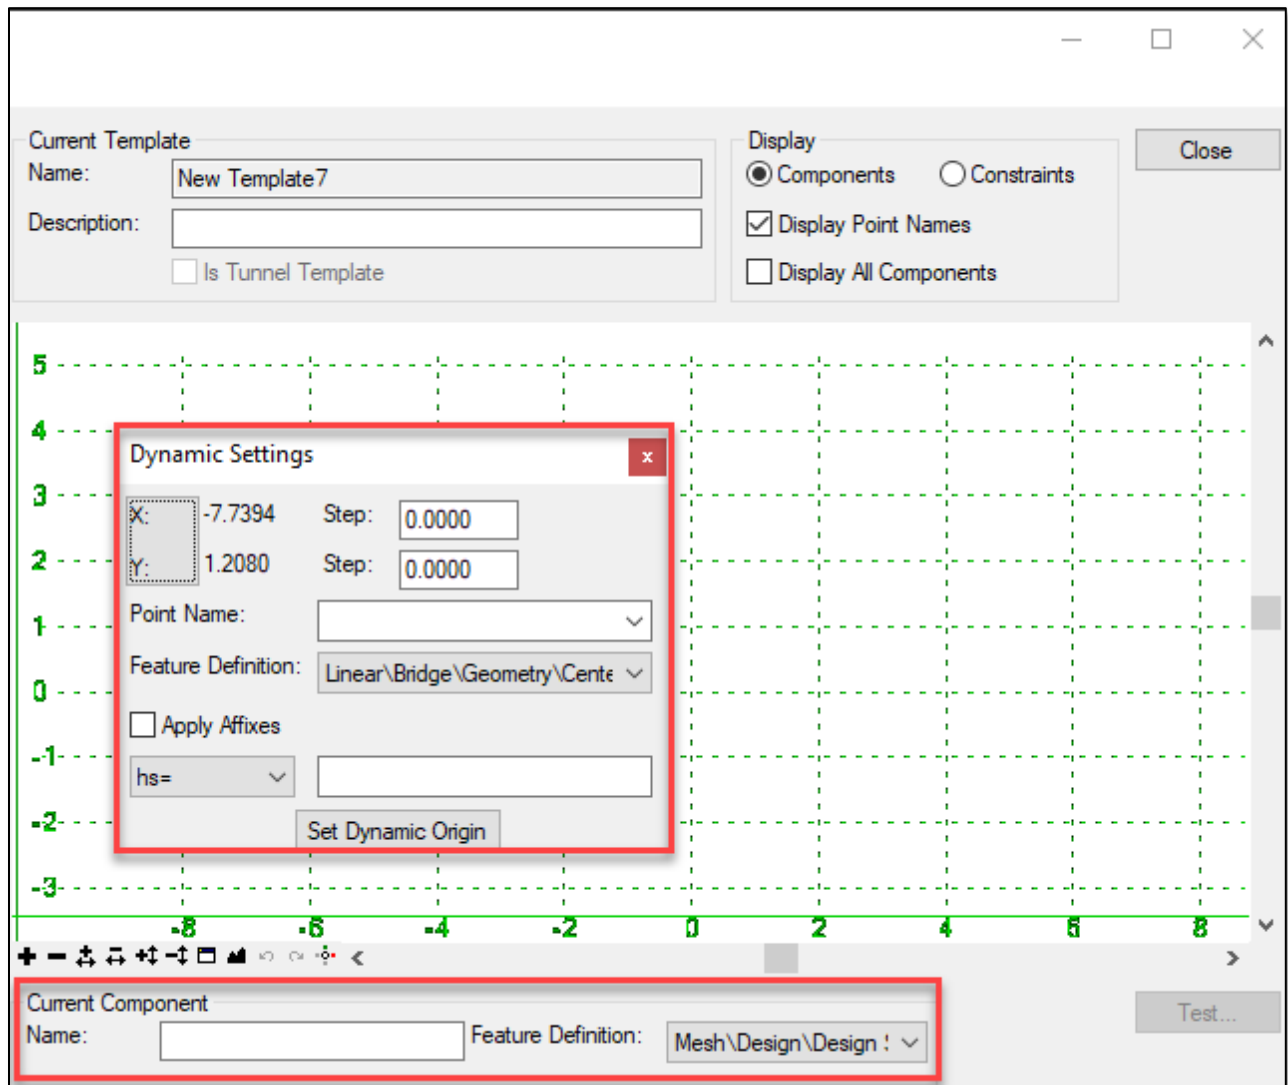 Current Template
Name: New Template7
Description:
Is Tunnel Template
Display
Components Constraints
Display Point Names
Display All Components
Close
5
4
3
2
1
0
-1
-2
-3
-8 -6 -4 -2 0 2 4 6 8
Dynamic Settings
X: -7.7394 Step: 0.0000
Y: 1.2080 Step: 0.0000
Point Name:
Feature Definition: Linear\Bridge\Geometry\Cente
Apply Affixes
hs=
Set Dynamic Origin
Current Component
Name: Feature Definition: Mesh\Design\Design
Test...